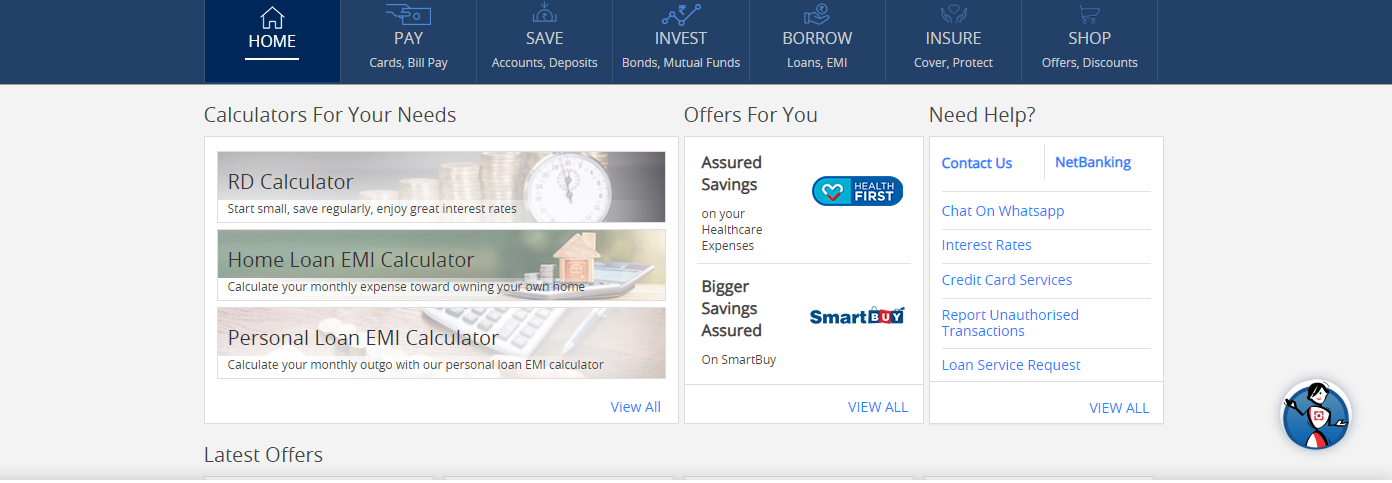 HOME
PAY
Cards, Bill Pay
SAVE
Accounts, Deposits
INVEST
Bonds, Mutual Funds
BORROW
Loans, EMI
INSURE
Cover, Protect
SHOP
Offers, Discounts
Calculators For Your Needs
RD Calculator
Start small, save regularly, enjoy great interest rates
Home Loan EMI Calculator
Calculate your monthly expense toward owning your own home
Personal Loan EMI Calculator
Calculate your monthly outgo with our personal loan EMI calculator
View All
Offers For You
Assured
Savings
on your
Healthcare
Expenses
HEALTH
FIRST
Bigger
Savings
Assured
On SmartBuy
SmartBUY
VIEW ALL
Need Help?
Contact Us
NetBanking
Chat On Whatsapp
Interest Rates
Credit Card Services
Report Unauthorised
Transactions
Loan Service Request
VIEW ALL
Latest Offers